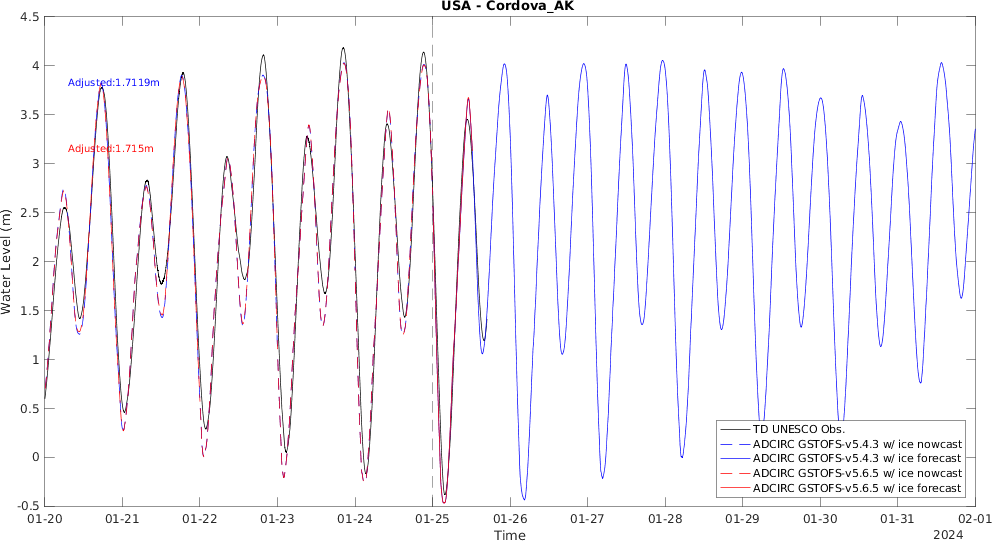 USA - Cordova_AK
4.5
4
3.5
3
2.5
2
1.5
1
0.5
0
-0.5
Water Level (m)
Adjusted:1.7119m
Adjusted:1.715m
TD UNESCO Obs.
ADCIRC GSTOFS-v5.4.3 w/ ice nowcast
ADCIRC GSTOFS-v5.4.3 w/ ice forecast
ADCIRC GSTOFS-v5.6.5 w/ ice nowcast
ADCIRC GSTOFS-v5.6.5 w/ ice forecast
01-20 01-21 01-22 01-23 01-24 01-25 01-26 01-27 01-28 01-29 01-30 01-31 02-01
Time
2024